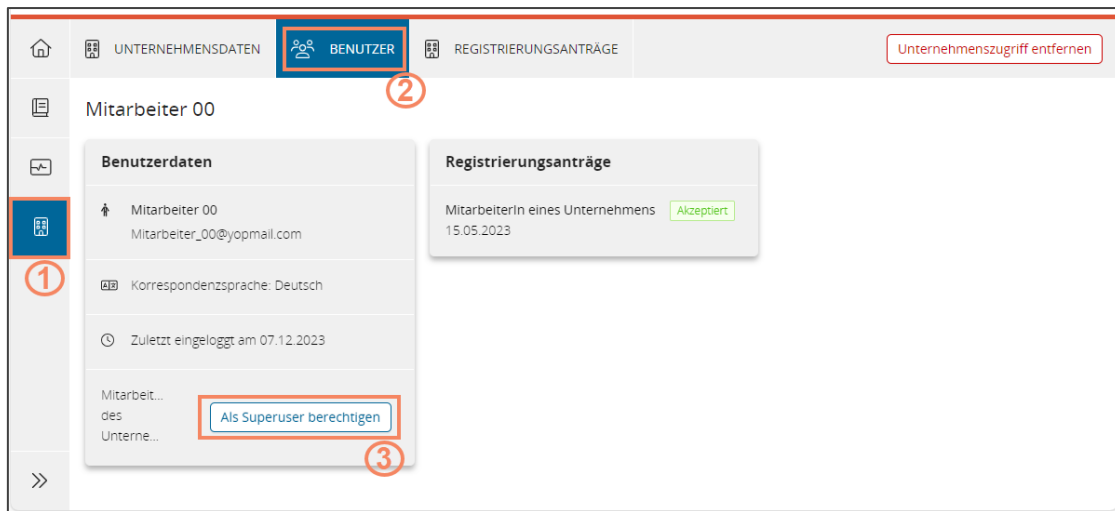 UNTERNEHMENSDATEN
BENUTZER
REGISTRIERUNGSANTRÄGE
Unternehmenszugriff entfernen
2
Mitarbeiter 00
Benutzerdaten
Registrierungsanträge
Mitarbeiter 00
Mitarbeiter_00@yopmail.com
MitarbeiterIn eines Unternehmens Akzeptiert
15.05.2023
1
Korrespondenzsprache: Deutsch
Zuletzt eingeloggt am 07.12.2023
Mitarbeit...
des
Unterne...
Als Superuser berechtigen
3